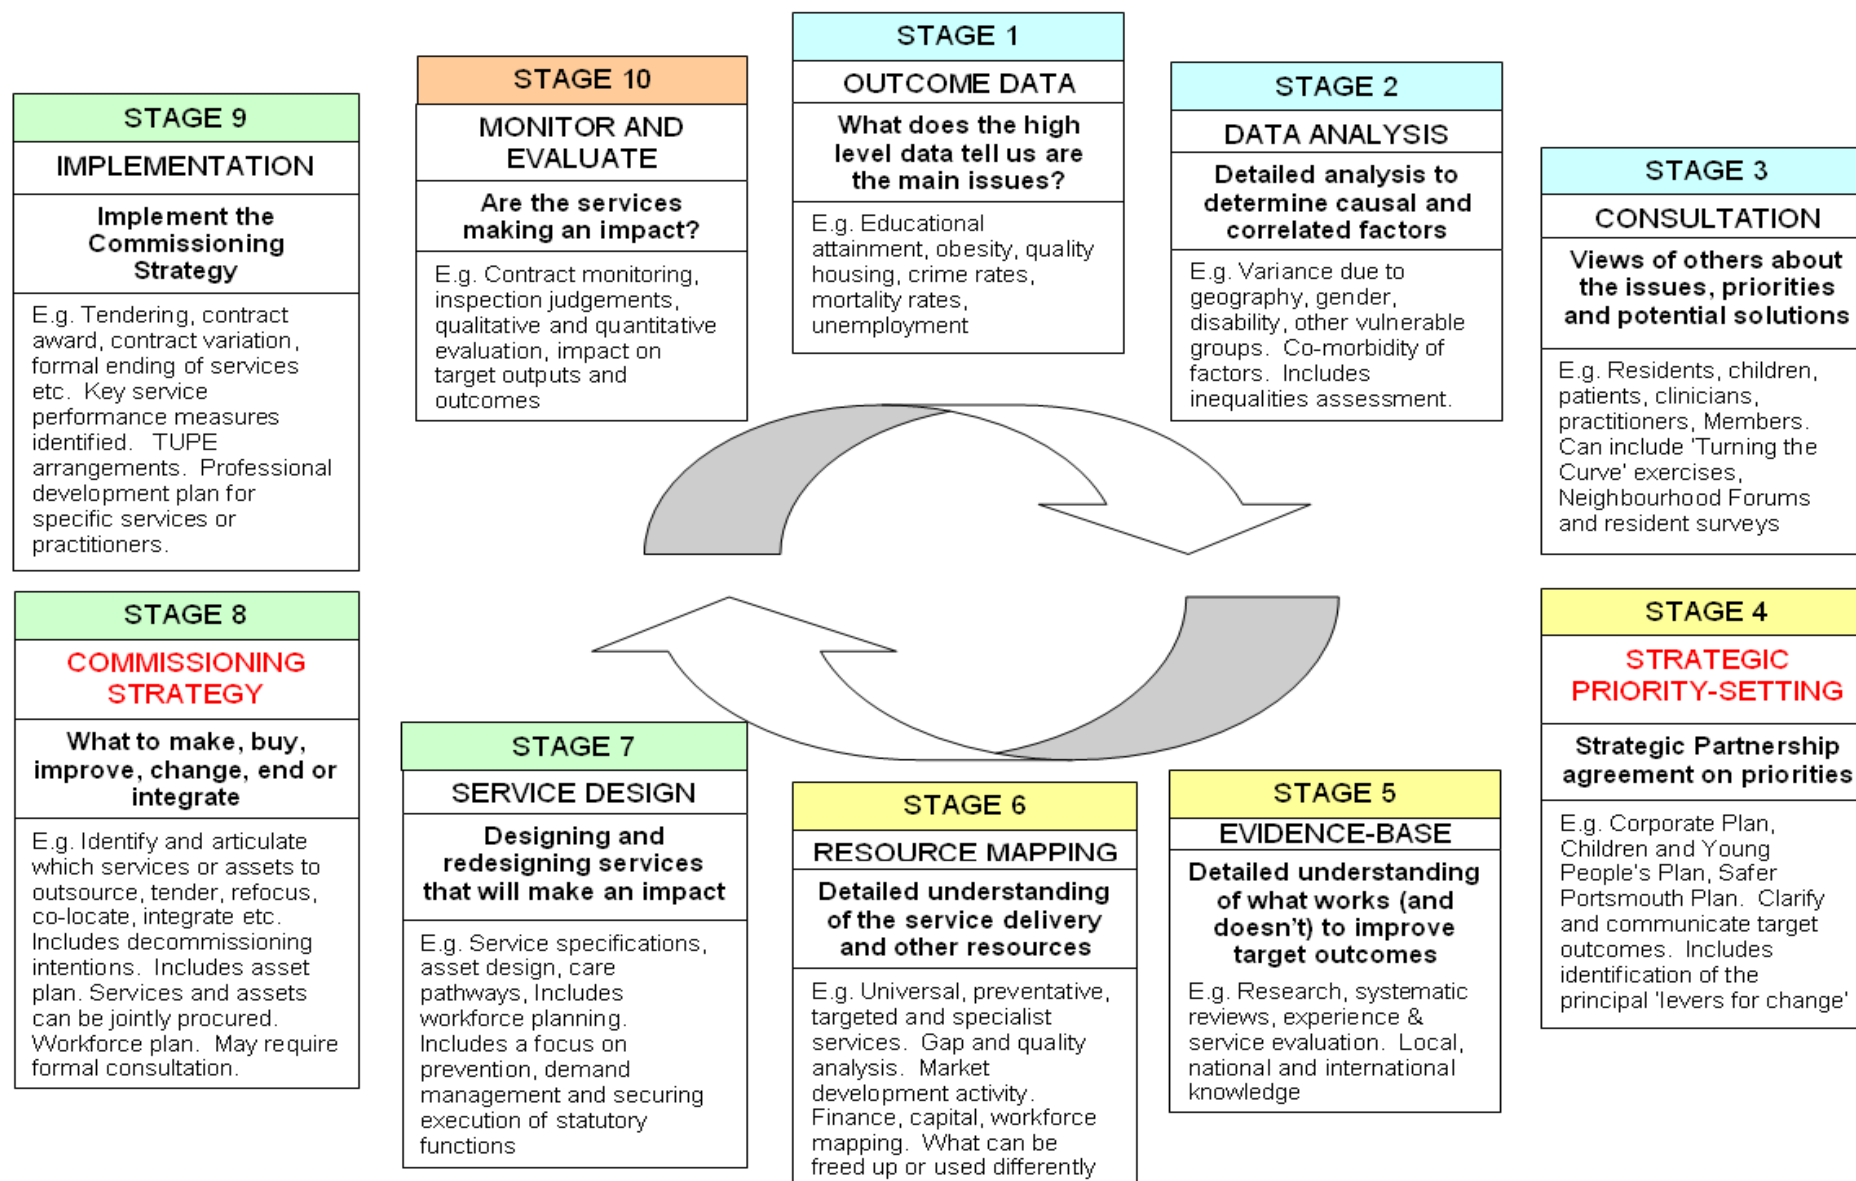 STAGE 1
OUTCOME DATA
What does the high
level data tell us are
the main issues?
E.g. Educational
attainment, obesity, quality
housing, crime rates,
mortality rates,
unemployment
STAGE 2
DATA ANALYSIS
Detailed analysis to
determine causal and
correlated factors
E.g. Variance due to
geography, gender,
disability, other vulnerable
groups.  Co-morbidity of
factors.  Includes
inequalities assessment.
STAGE 3
CONSULTATION
Views of others about
the issues, priorities
and potential solutions
E.g. Residents, children,
patients, clinicians,
practitioners, Members.
Can include 'Turning the
Curve' exercises,
Neighbourhood Forums
and resident surveys
STAGE 4
STRATEGIC
PRIORITY-SETTING
Strategic Partnership
agreement on priorities
E.g. Corporate Plan,
Children and Young
People's Plan, Safer
Portsmouth Plan.  Clarify
and communicate target
outcomes.  Includes
identification of the
principal 'levers for change'
STAGE 5
EVIDENCE-BASE
Detailed understanding
of what works (and
doesn't) to improve
target outcomes
E.g. Research, systematic
reviews, experience &
service evaluation.  Local,
national and international
knowledge
STAGE 6
RESOURCE MAPPING
Detailed understanding
of the service delivery
and other resources
E.g. Universal, preventative,
targeted and specialist
services.  Gap and quality
analysis.  Market
development activity.
Finance, capital, workforce
mapping.  What can be
freed up or used differently
STAGE 7
SERVICE DESIGN
Designing and
redesigning services
that will make an impact
E.g. Service specifications,
asset design, care
pathways, Includes
workforce planning.
Includes a focus on
prevention, demand
management and securing
execution of statutory
functions
STAGE 8
COMMISSIONING
STRATEGY
What to make, buy,
improve, change, end or
integrate
E.g. Identify and articulate
which services or assets to
outsource, tender, refocus,
co-locate, integrate etc.
Includes decommissioning
intentions.  Includes asset
plan. Services and assets
can be jointly procured.
Workforce plan.  May require
formal consultation.
STAGE 9
IMPLEMENTATION
Implement the
Commissioning
Strategy
E.g. Tendering, contract
award, contract variation,
formal ending of services
etc.  Key service
performance measures
identified.  TUPE
arrangements.  Professional
development plan for
specific services or
practitioners.
STAGE 10
MONITOR AND
EVALUATE
Are the services
making an impact?
E.g. Contract monitoring,
inspection judgements,
qualitative and quantitative
evaluation, impact on
target outputs and
outcomes